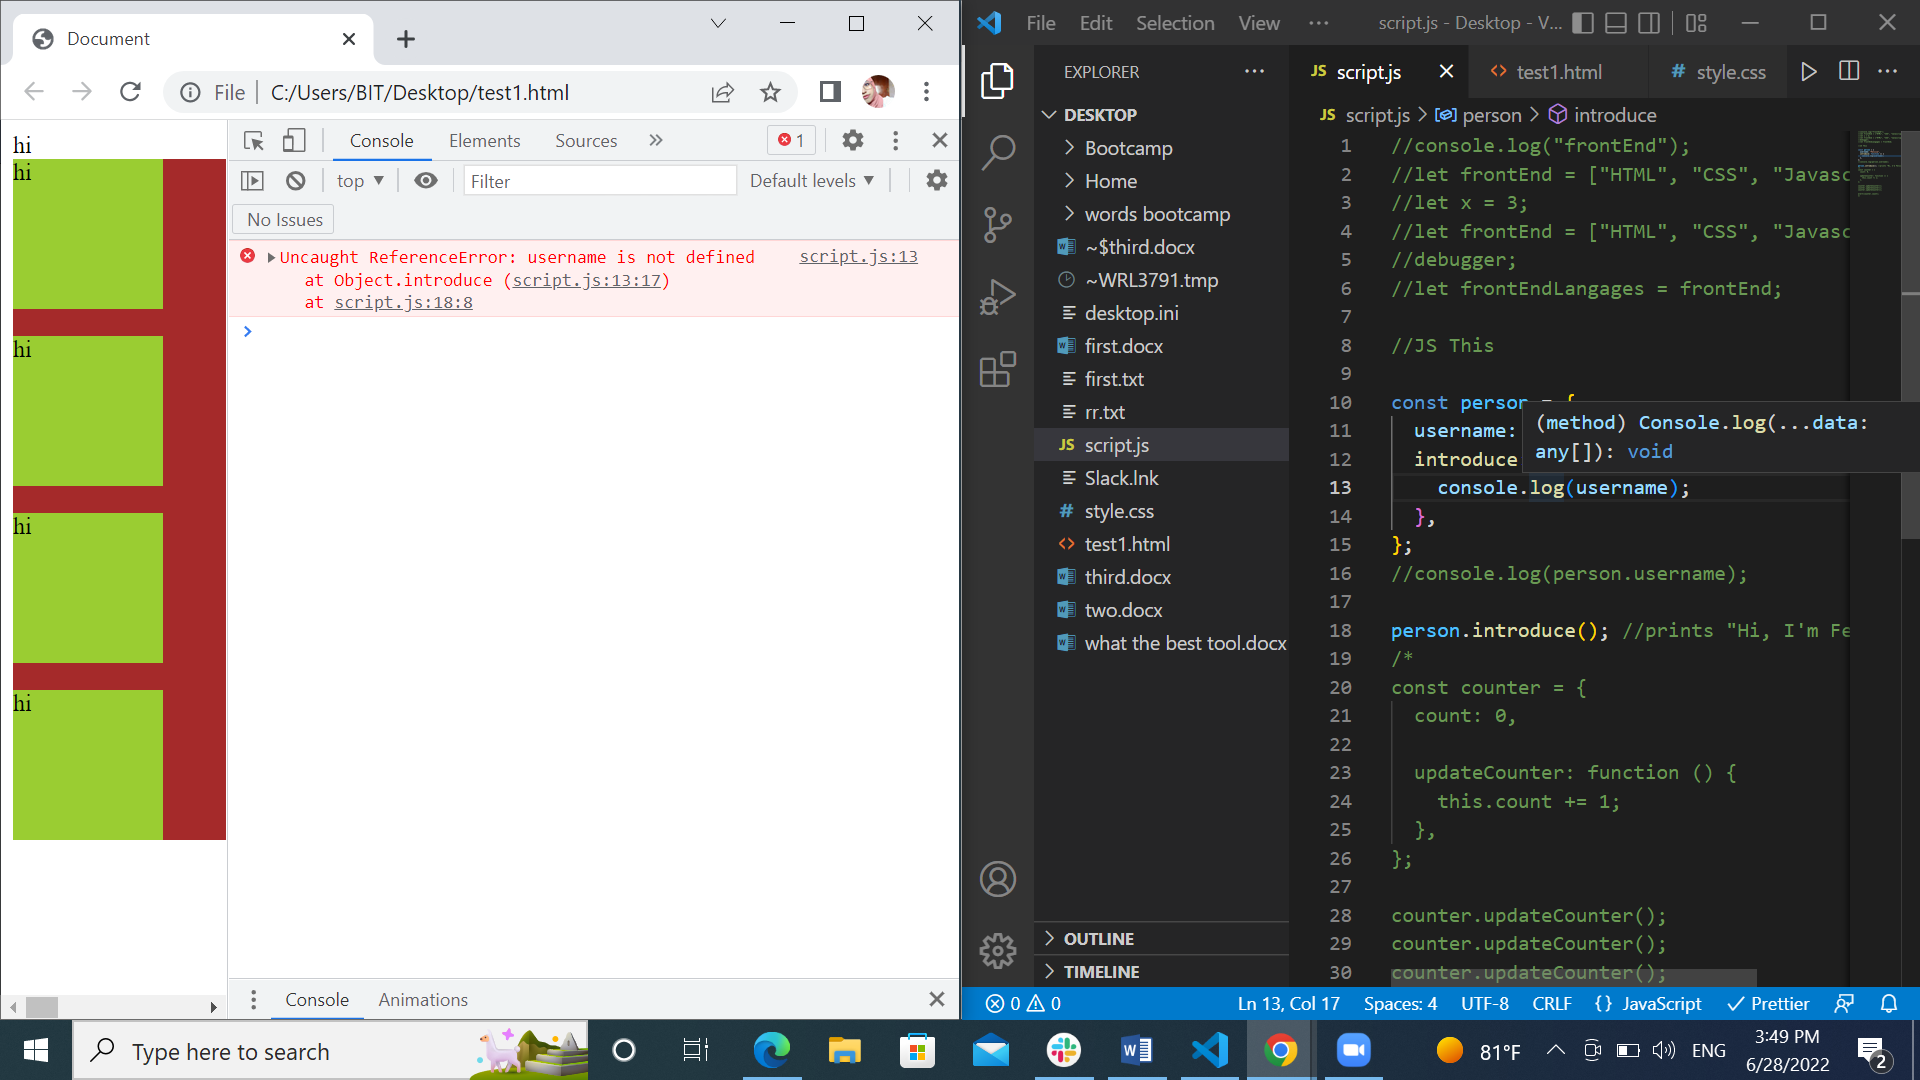 Document
File
C:/Users/BIT/Desktop/test1.html
hi
hi
hi
hi
hi
Console Elements Sources
1
top
Filter
Default levels
No Issues
Uncaught ReferenceError: username is not defined script.js:13
at Object.introduce (script.js:13:17)
at script.js:18:8
Console Animations
File Edit Selection View ··· script.js - Desktop - V...
EXPLORER
DESKTOP
Bootcamp
Home
words bootcamp
~$third.docx
~WRL3791.tmp
desktop.ini
first.docx
first.txt
rr.txt
JS script.js
Slack.lnk
# style.css
<> test1.html
third.docx
two.docx
what the best tool.docx
OUTLINE
TIMELINE
JS script.js <> test1.html # style.css
JS script.js > person > introduce
1 //console.log("frontEnd");
2 //let frontEnd = ["HTML", "CSS", "Javasc
3 //let x = 3;
4 //let frontEnd = ["HTML", "CSS", "Javasc
5 //debugger;
6 //let frontEndLangages = frontEnd;
7
8 //JS This
9
10 const person = {
11 username:
12 introduce
(method) Console.log(...data:
any[]): void
13 console.log(username);
14 },
15 };
16 //console.log(person.username);
17
18 person.introduce(); //prints "Hi, I'm Fe
19 /*
20 const counter = {
21 count: 0,
22
23 updateCounter: function () {
24 this.count += 1;
25 },
26 };
27
28 counter.updateCounter();
29 counter.updateCounter();
30 counter.updateCounter();
0 0 Ln 13, Col 17 Spaces: 4 UTF-8 CRLF {} JavaScript Prettier
Type here to search
81°F ENG
3:49 PM
6/28/2022
2